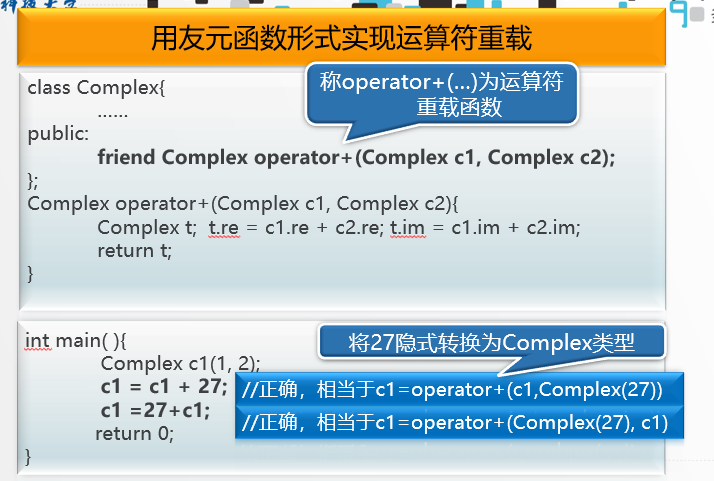 科技大学
用友元函数形式实现运算符重载
class Complex{
称operator+(...)为运算符
重载函数
......
public:
friend Complex operator+(Complex c1, Complex c2);
};
Complex operator+(Complex c1, Complex c2){
Complex t;  t.re = c1.re + c2.re; t.im = c1.im + c2.im;
return t;
}
int main( ){
将27隐式转换为Complex类型
Complex c1(1, 2);
c1 = c1 + 27; //正确，相当于c1=operator+(c1,Complex(27))
c1 =27+c1; //正确，相当于c1=operator+(Complex(27), c1)
return 0;
}